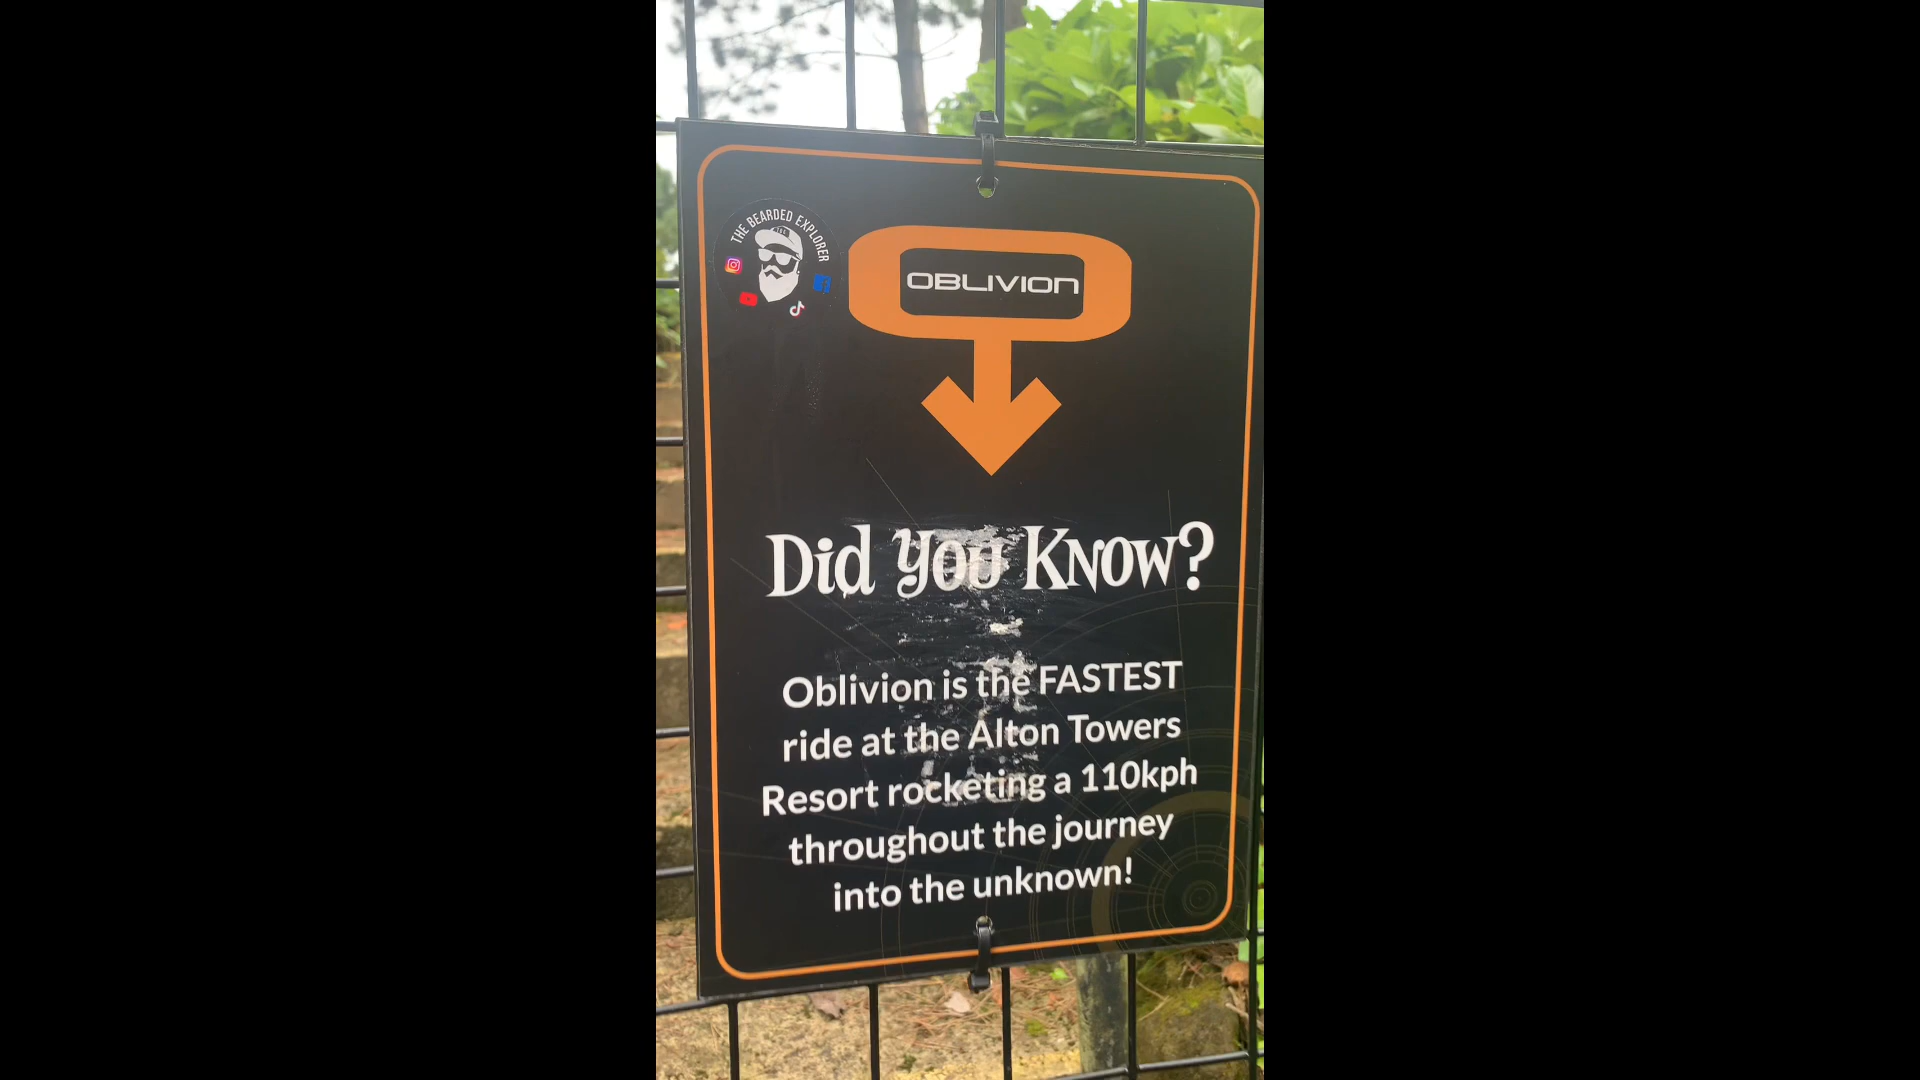 THE BEARDED EXPLORER
OBLIVION
Did you Know?
Oblivion is the FASTEST
ride at the Alton Towers
Resort rocketing a 110kph
throughout the journey
into the unknown!